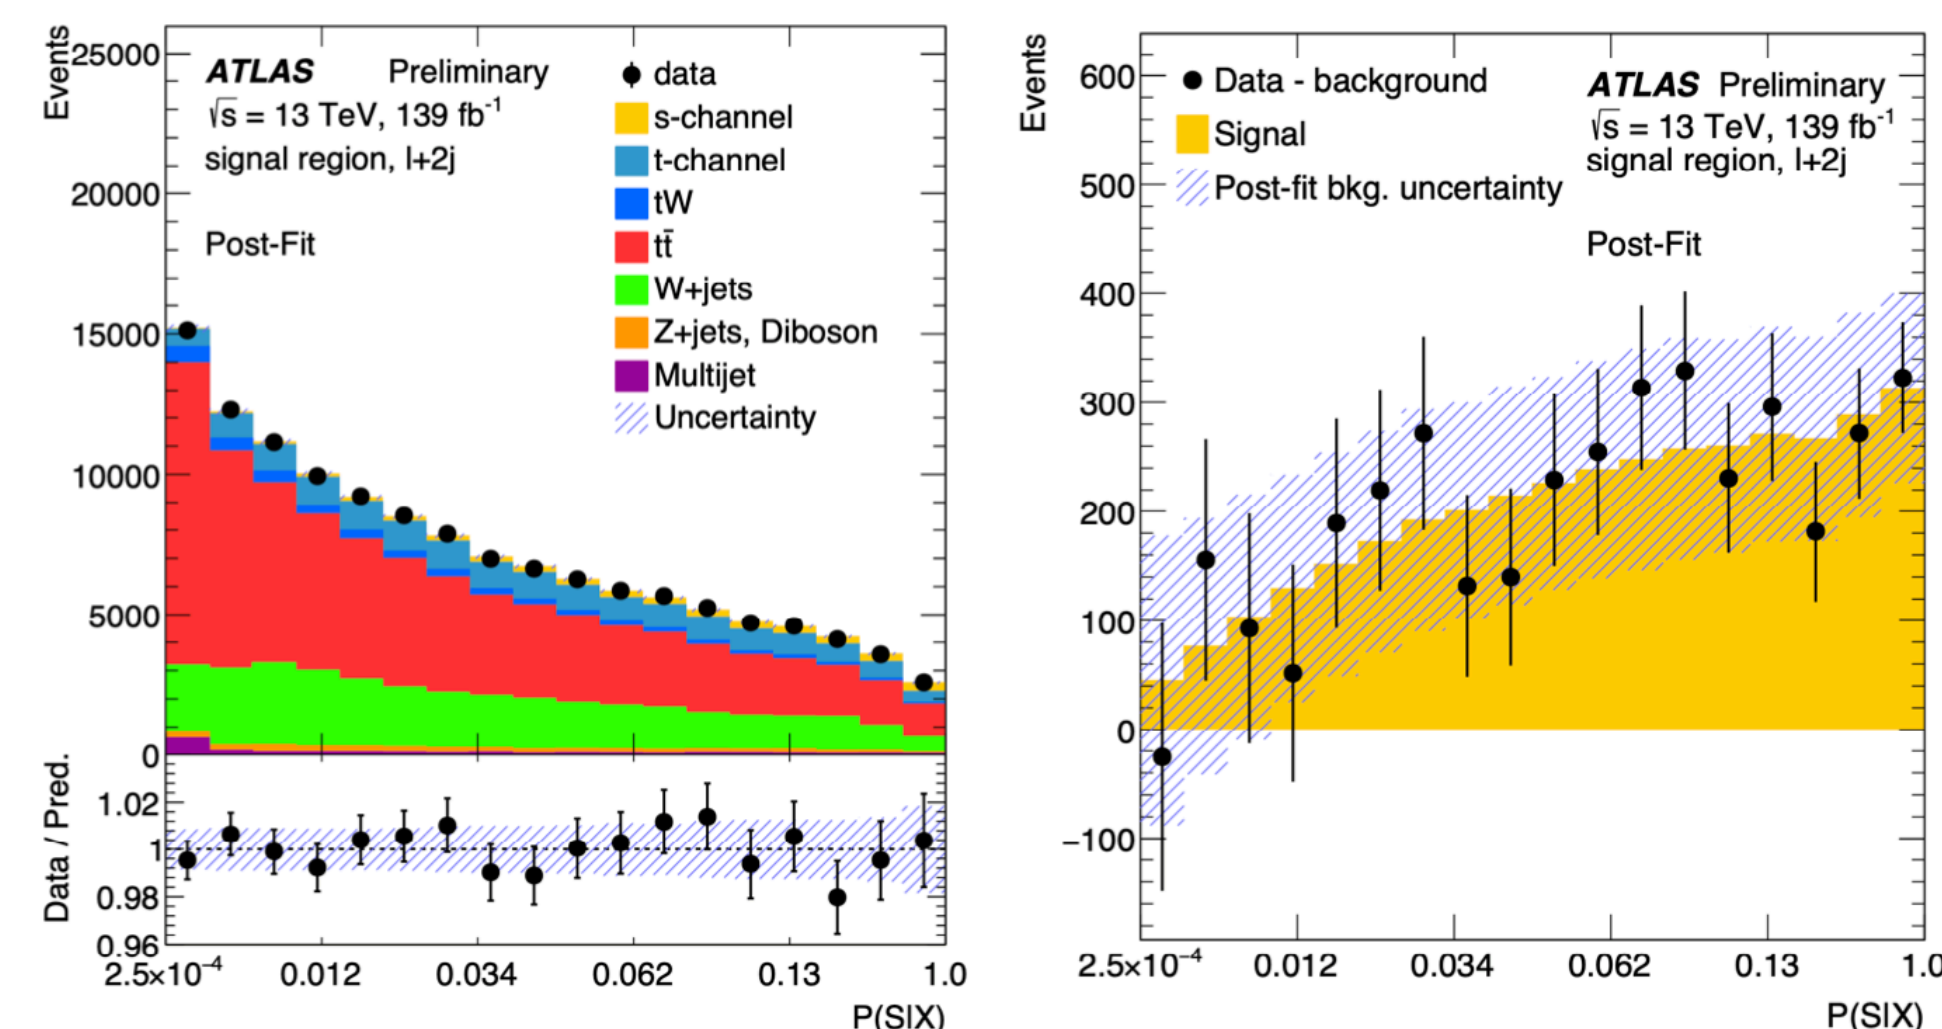 Events
25000
20000
15000
10000
5000
0
ATLAS Preliminary
√s = 13 TeV, 139 fb⁻¹
signal region, l+2j
Post-Fit
data
s-channel
t-channel
tW
tt̄
W+jets
Z+jets, Diboson
Multijet
Uncertainty
Data / Pred.
1.02
1
0.98
0.96
2.5×10⁻⁴ 0.012 0.034 0.062 0.13 1.0
P(S|X)
Events
600
500
400
300
200
100
0
−100
Data - background
Signal
Post-fit bkg. uncertainty
ATLAS Preliminary
√s = 13 TeV, 139 fb⁻¹
signal region, l+2j
Post-Fit
2.5×10⁻⁴ 0.012 0.034 0.062 0.13 1.0
P(S|X)